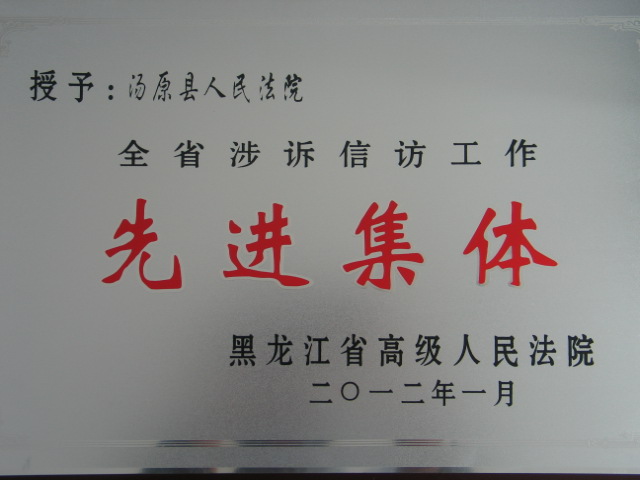 授予：汤原县人民法院
全省涉诉信访工作
先进集体
黑龙江省高级人民法院
二〇一二年一月